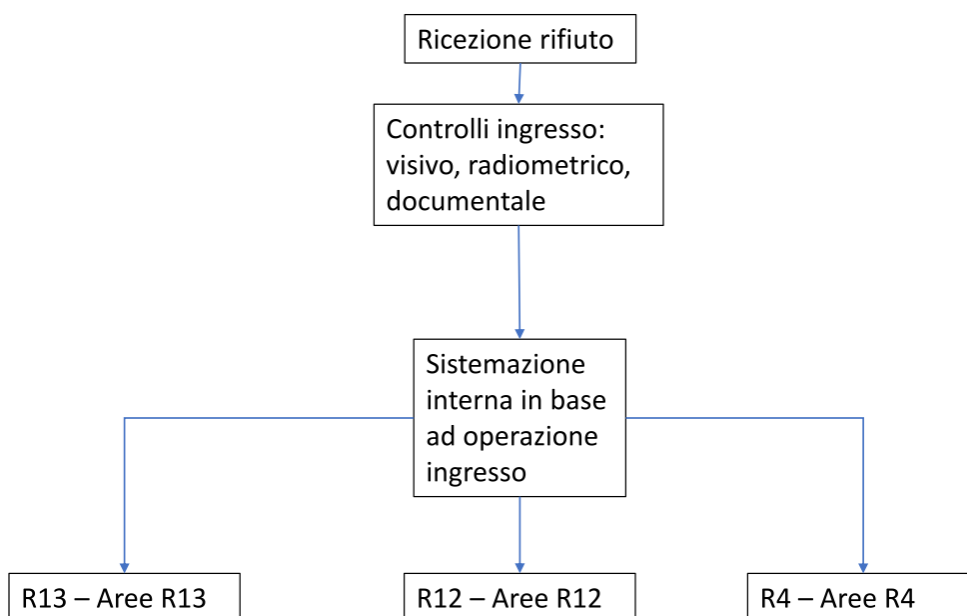 Ricezione rifiuto
Controlli ingresso:
visivo, radiometrico,
documentale
Sistemazione
interna in base
ad operazione
ingresso
R13 – Aree R13
R12 – Aree R12
R4 – Aree R4